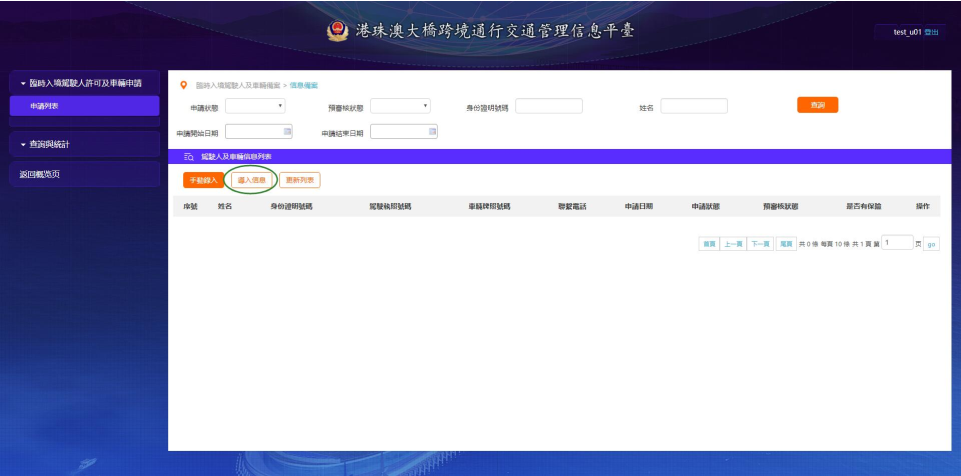 港珠澳大橋跨境通行交通管理信息平臺
test_u01 登出
臨時入境駕駛人許可及車輛申請
申請列表
查詢與統計
返回概览页
臨時入境駕駛人及車輛備案 > 信息備案
申請狀態 預審核狀態 身份證明號碼 姓名 查詢
申請開始日期 申請結束日期
駕駛人及車輛信息列表
手動錄入 導入信息 更新列表
序號 姓名 身份證明號碼 駕駛執照號碼 車輛牌照號碼 聯繫電話 申請日期 申請狀態 預審核狀態 是否有保險 操作
首頁 上一頁 下一頁 尾頁 共 0 條 每頁 10 條 共 1 頁 第 1 页 go